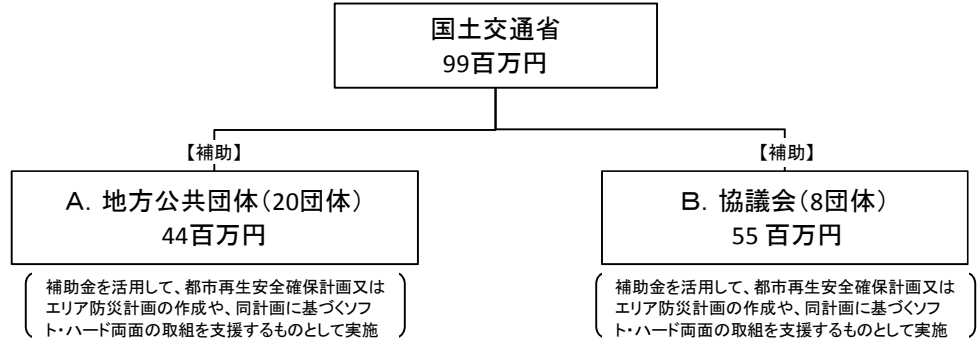 国土交通省
99百万円
【補助】
【補助】
A. 地方公共団体(20団体)
44百万円
B. 協議会(8団体)
55 百万円
補助金を活用して、都市再生安全確保計画又は
エリア防災計画の作成や、同計画に基づくソフ
ト・ハード両面の取組を支援するものとして実施
補助金を活用して、都市再生安全確保計画又は
エリア防災計画の作成や、同計画に基づくソフ
ト・ハード両面の取組を支援するものとして実施